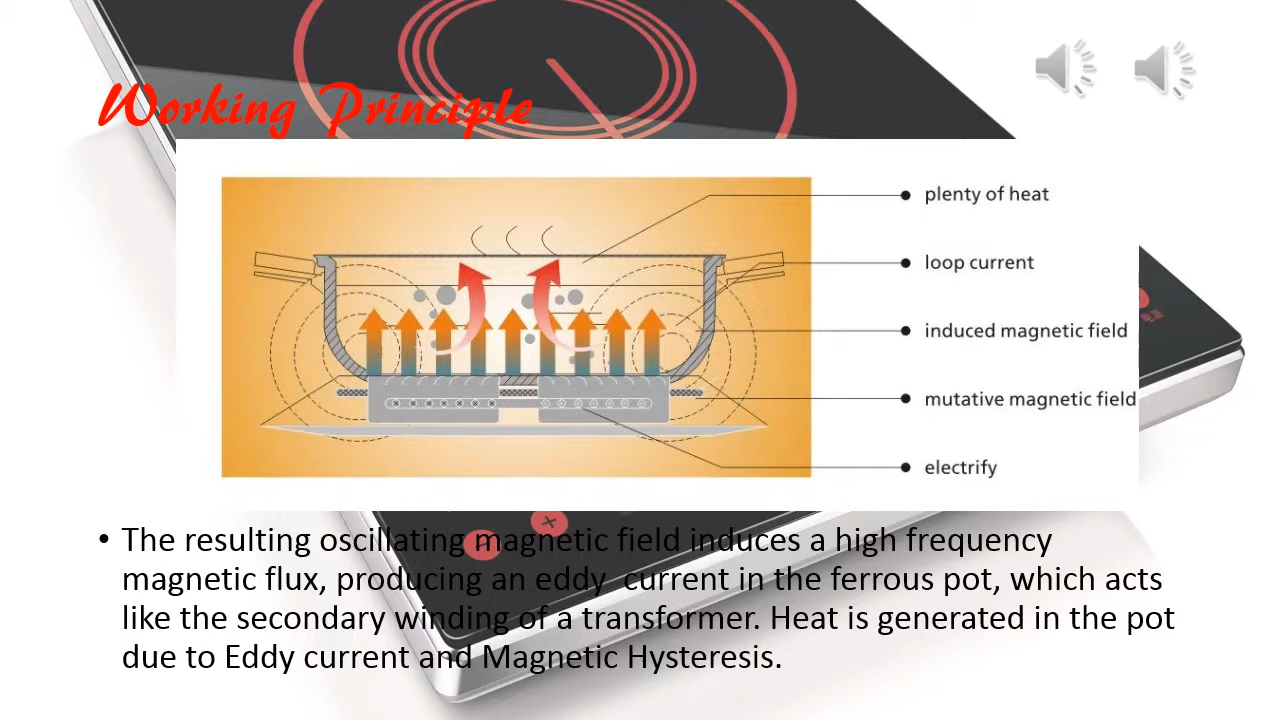 Working Principle
plenty of heat
loop current
induced magnetic field
mutative magnetic field
electrify
• The resulting oscillating magnetic field induces a high frequency
magnetic flux, producing an eddy  current in the ferrous pot, which acts
like the secondary winding of a transformer. Heat is generated in the pot
due to Eddy current and Magnetic Hysteresis.